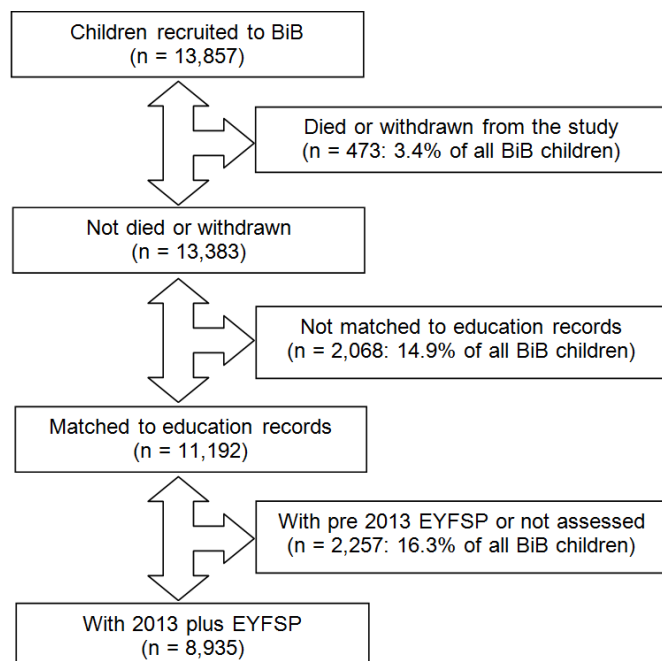 Children recruited to BiB
(n = 13,857)
Died or withdrawn from the study
(n = 473: 3.4% of all BiB children)
Not died or withdrawn
(n = 13,383)
Not matched to education records
(n = 2,068: 14.9% of all BiB children)
Matched to education records
(n = 11,192)
With pre 2013 EYFSP or not assessed
(n = 2,257: 16.3% of all BiB children)
With 2013 plus EYFSP
(n = 8,935)